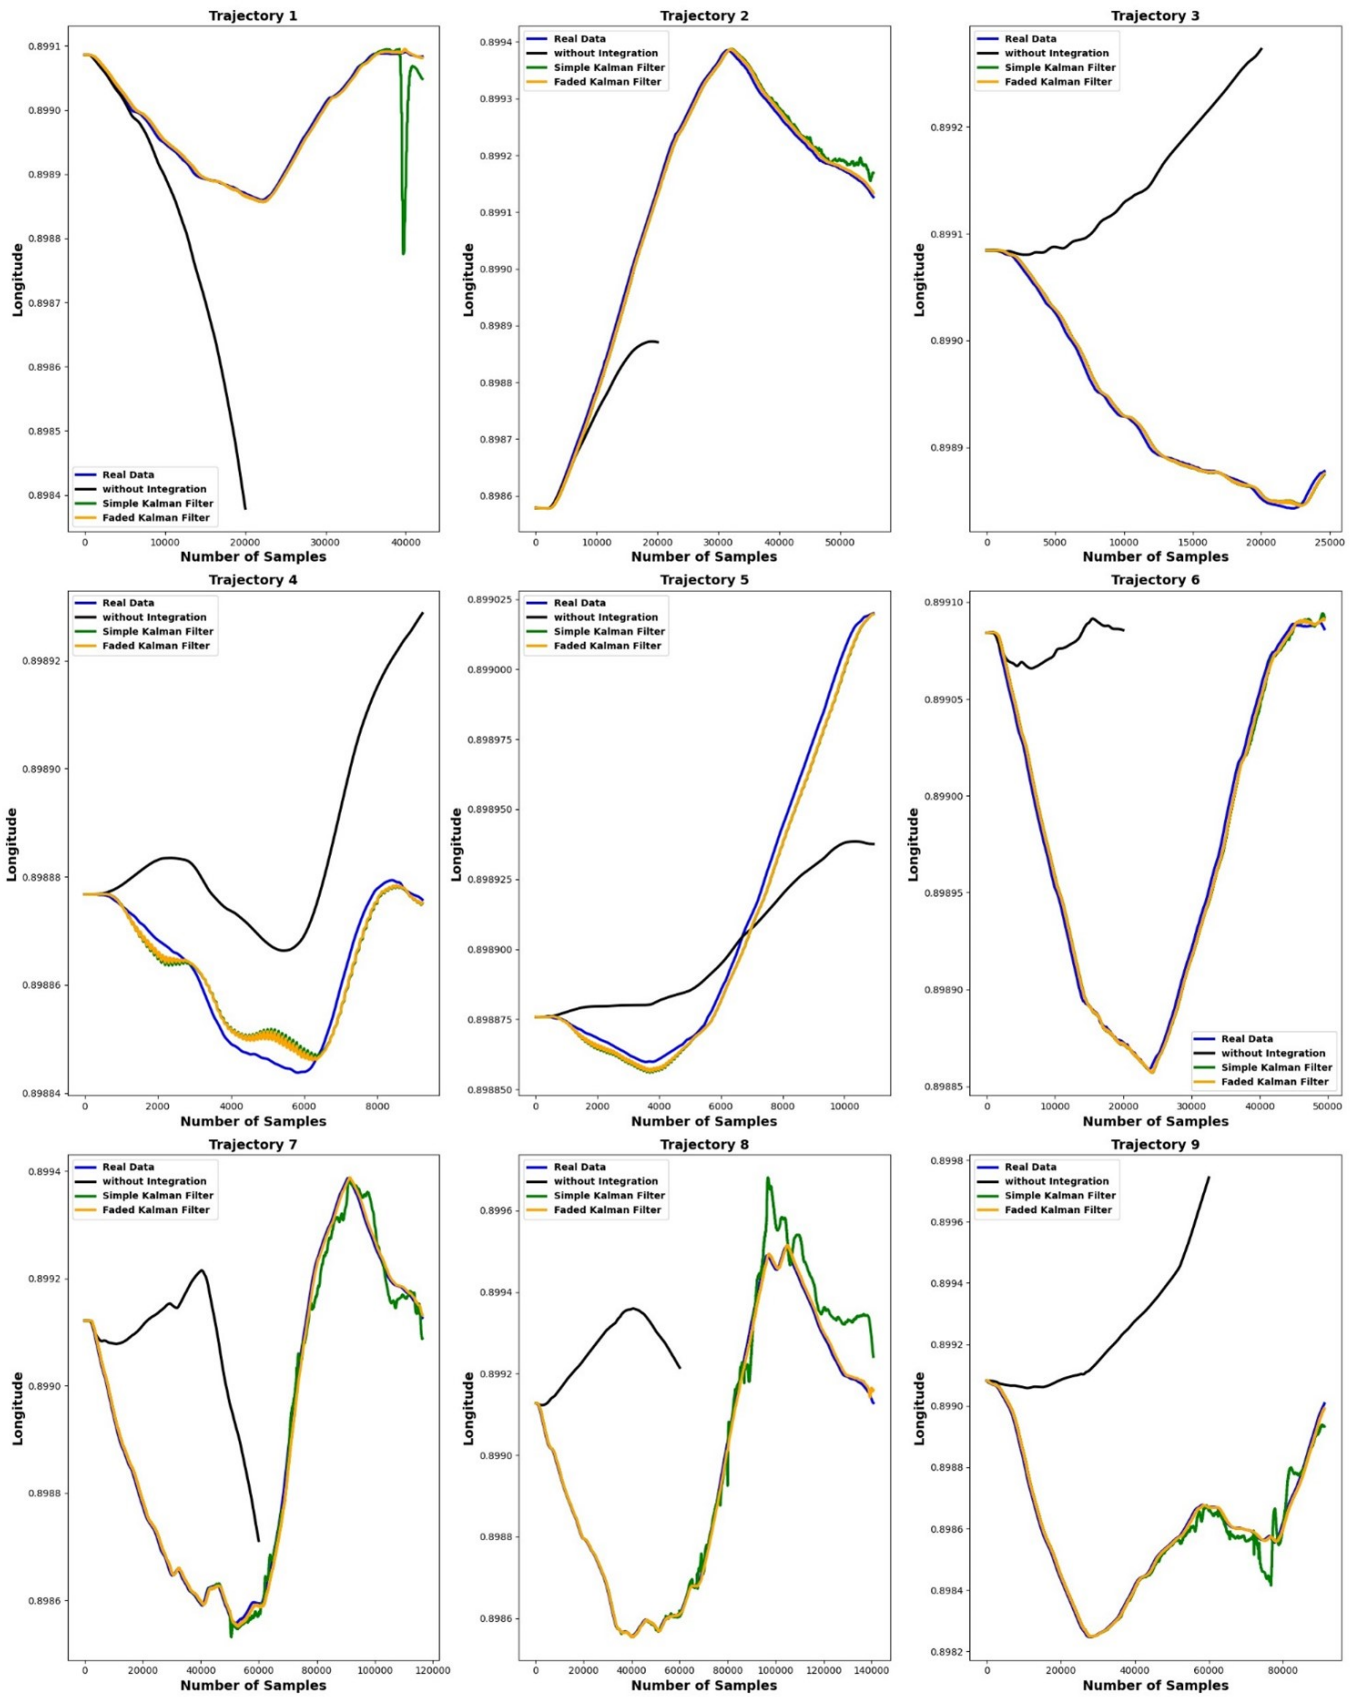 Trajectory 1
Longitude
0.8991
0.8990
0.8989
0.8988
0.8987
0.8986
0.8985
0.8984
Real Data
without Integration
Simple Kalman Filter
Faded Kalman Filter
0 10000 20000 30000 40000
Number of Samples
Trajectory 2
Longitude
0.8994
0.8993
0.8992
0.8991
0.8990
0.8989
0.8988
0.8987
0.8986
Real Data
without Integration
Simple Kalman Filter
Faded Kalman Filter
0 10000 20000 30000 40000 50000
Number of Samples
Trajectory 3
Longitude
0.8992
0.8991
0.8990
0.8989
Real Data
without Integration
Simple Kalman Filter
Faded Kalman Filter
0 5000 10000 15000 20000 25000
Number of Samples
Trajectory 4
Longitude
0.89892
0.89890
0.89888
0.89886
0.89884
Real Data
without Integration
Simple Kalman Filter
Faded Kalman Filter
0 2000 4000 6000 8000
Number of Samples
Trajectory 5
Longitude
0.899025
0.899000
0.898975
0.898950
0.898925
0.898900
0.898875
0.898850
Real Data
without Integration
Simple Kalman Filter
Faded Kalman Filter
0 2000 4000 6000 8000 10000
Number of Samples
Trajectory 6
Longitude
0.89910
0.89905
0.89900
0.89895
0.89890
0.89885
Real Data
without Integration
Simple Kalman Filter
Faded Kalman Filter
0 10000 20000 30000 40000 50000
Number of Samples
Trajectory 7
Longitude
0.8994
0.8992
0.8990
0.8988
0.8986
Real Data
without Integration
Simple Kalman Filter
Faded Kalman Filter
0 20000 40000 60000 80000 100000 120000
Number of Samples
Trajectory 8
Longitude
0.8996
0.8994
0.8992
0.8990
0.8988
0.8986
Real Data
without Integration
Simple Kalman Filter
Faded Kalman Filter
0 20000 40000 60000 80000 100000 120000 140000
Number of Samples
Trajectory 9
Longitude
0.8998
0.8996
0.8994
0.8992
0.8990
0.8988
0.8986
0.8984
0.8982
Real Data
without Integration
Simple Kalman Filter
Faded Kalman Filter
0 20000 40000 60000 80000
Number of Samples